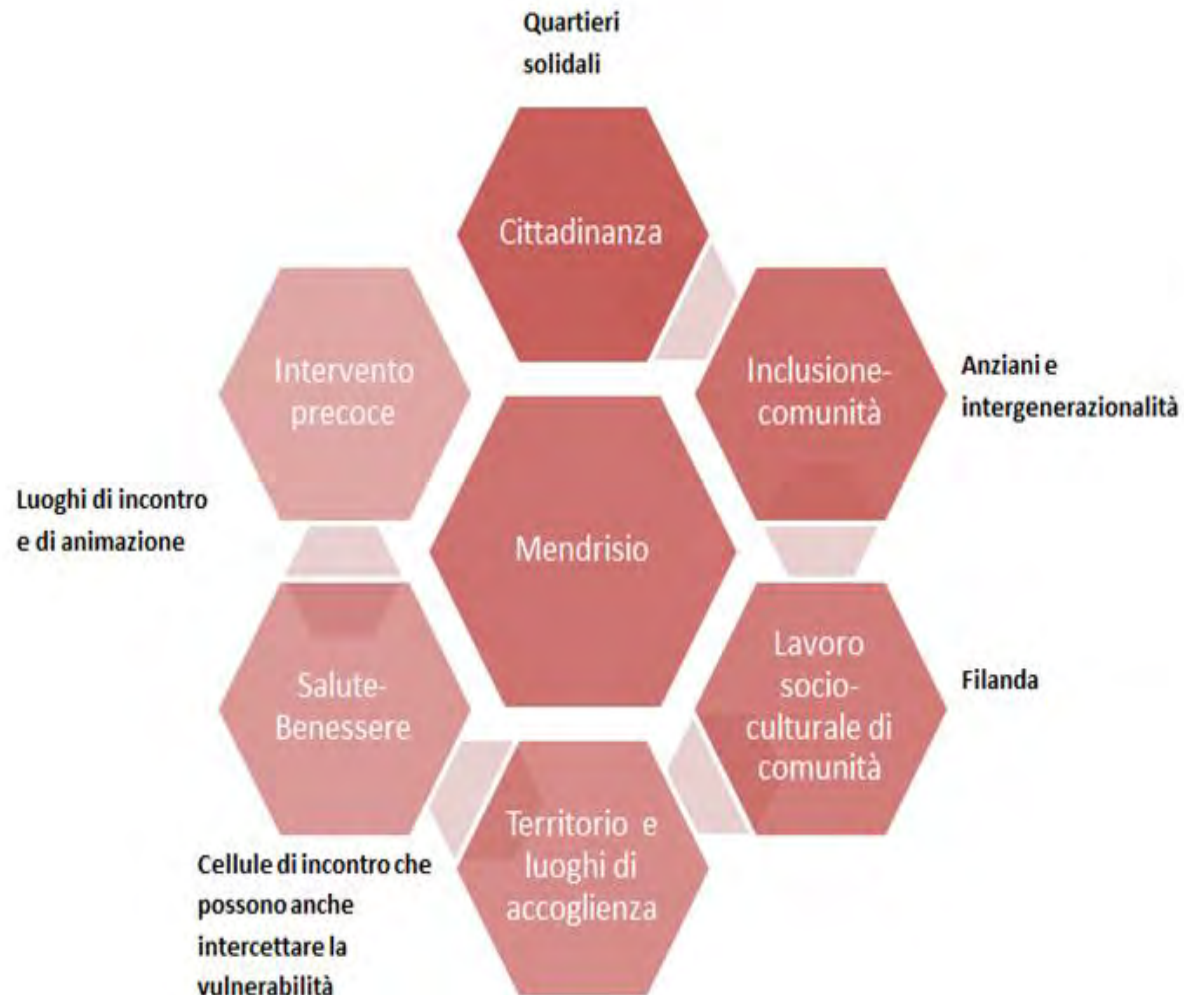 Quartieri
solidali
Cittadinanza
Intervento
precoce
Inclusione-
comunità
Anziani e
intergenerazionalità
Luoghi di incontro
e di animazione
Mendrisio
Salute-
Benessere
Lavoro
socio-
culturale di
comunità
Filanda
Territorio e
luoghi di
accoglienza
Cellule di incontro che
possono anche
intercettare la
vulnerabilità